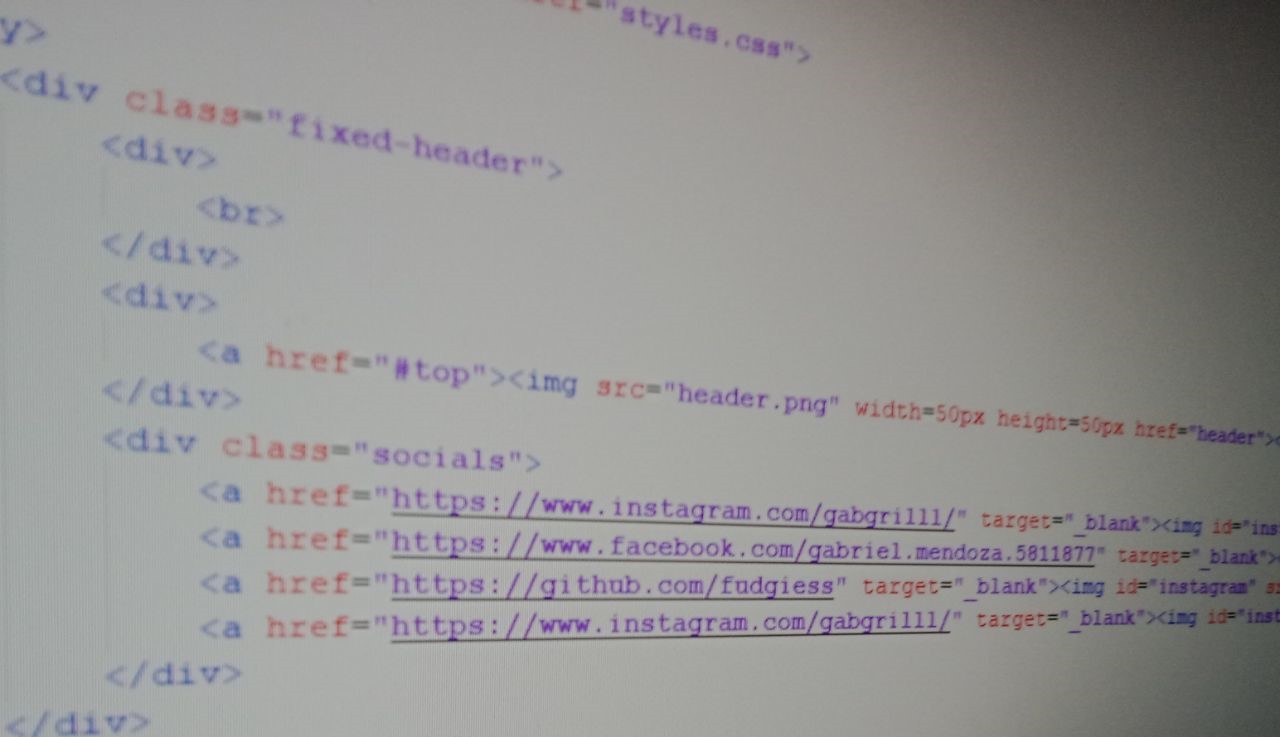 href="styles.css">
y>
<div class="fixed-header">
<div>
<br>
</div>
<div>
<a href="#top"><img src="header.png" width=50px height=50px href="header">
</div>
<div class="socials">
<a href="https://www.instagram.com/gabgrilll/" target="_blank"><img id="ins
<a href="https://www.facebook.com/gabriel.mendoza.5811877" target="_blank">
<a href="https://github.com/fudgiess" target="_blank"><img id="instagram" s
<a href="https://www.instagram.com/gabgrilll/" target="_blank"><img id="inst
</div>
</div>